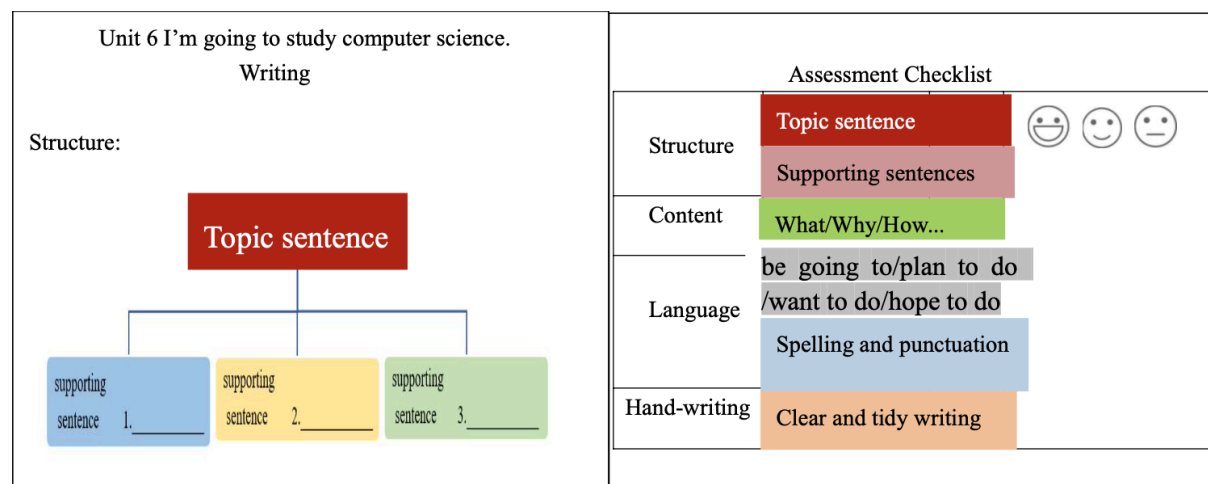 Unit 6 I’m going to study computer science.
Writing
Structure:
Topic sentence
supporting
sentence 1.________
supporting
sentence 2.________
supporting
sentence 3.________
Assessment Checklist
Structure
Topic sentence
Supporting sentences
Content
What/Why/How...
Language
be going to/plan to do
/want to do/hope to do
Spelling and punctuation
Hand-writing
Clear and tidy writing